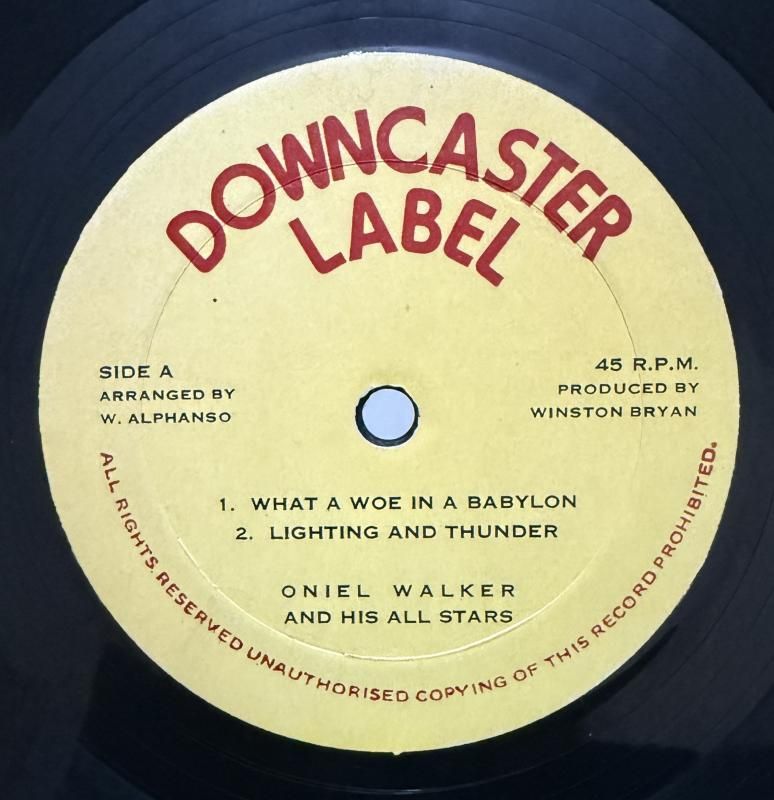 DOWNCASTER
LABEL
SIDE A
ARRANGED BY
W. ALPHANSO
45 R.P.M.
PRODUCED BY
WINSTON BRYAN
1. WHAT A WOE IN A BABYLON
2. LIGHTING AND THUNDER
ONIEL WALKER
AND HIS ALL STARS
ALL RIGHTS RESERVED UNAUTHORISED COPYING OF THIS RECORD PROHIBITED.